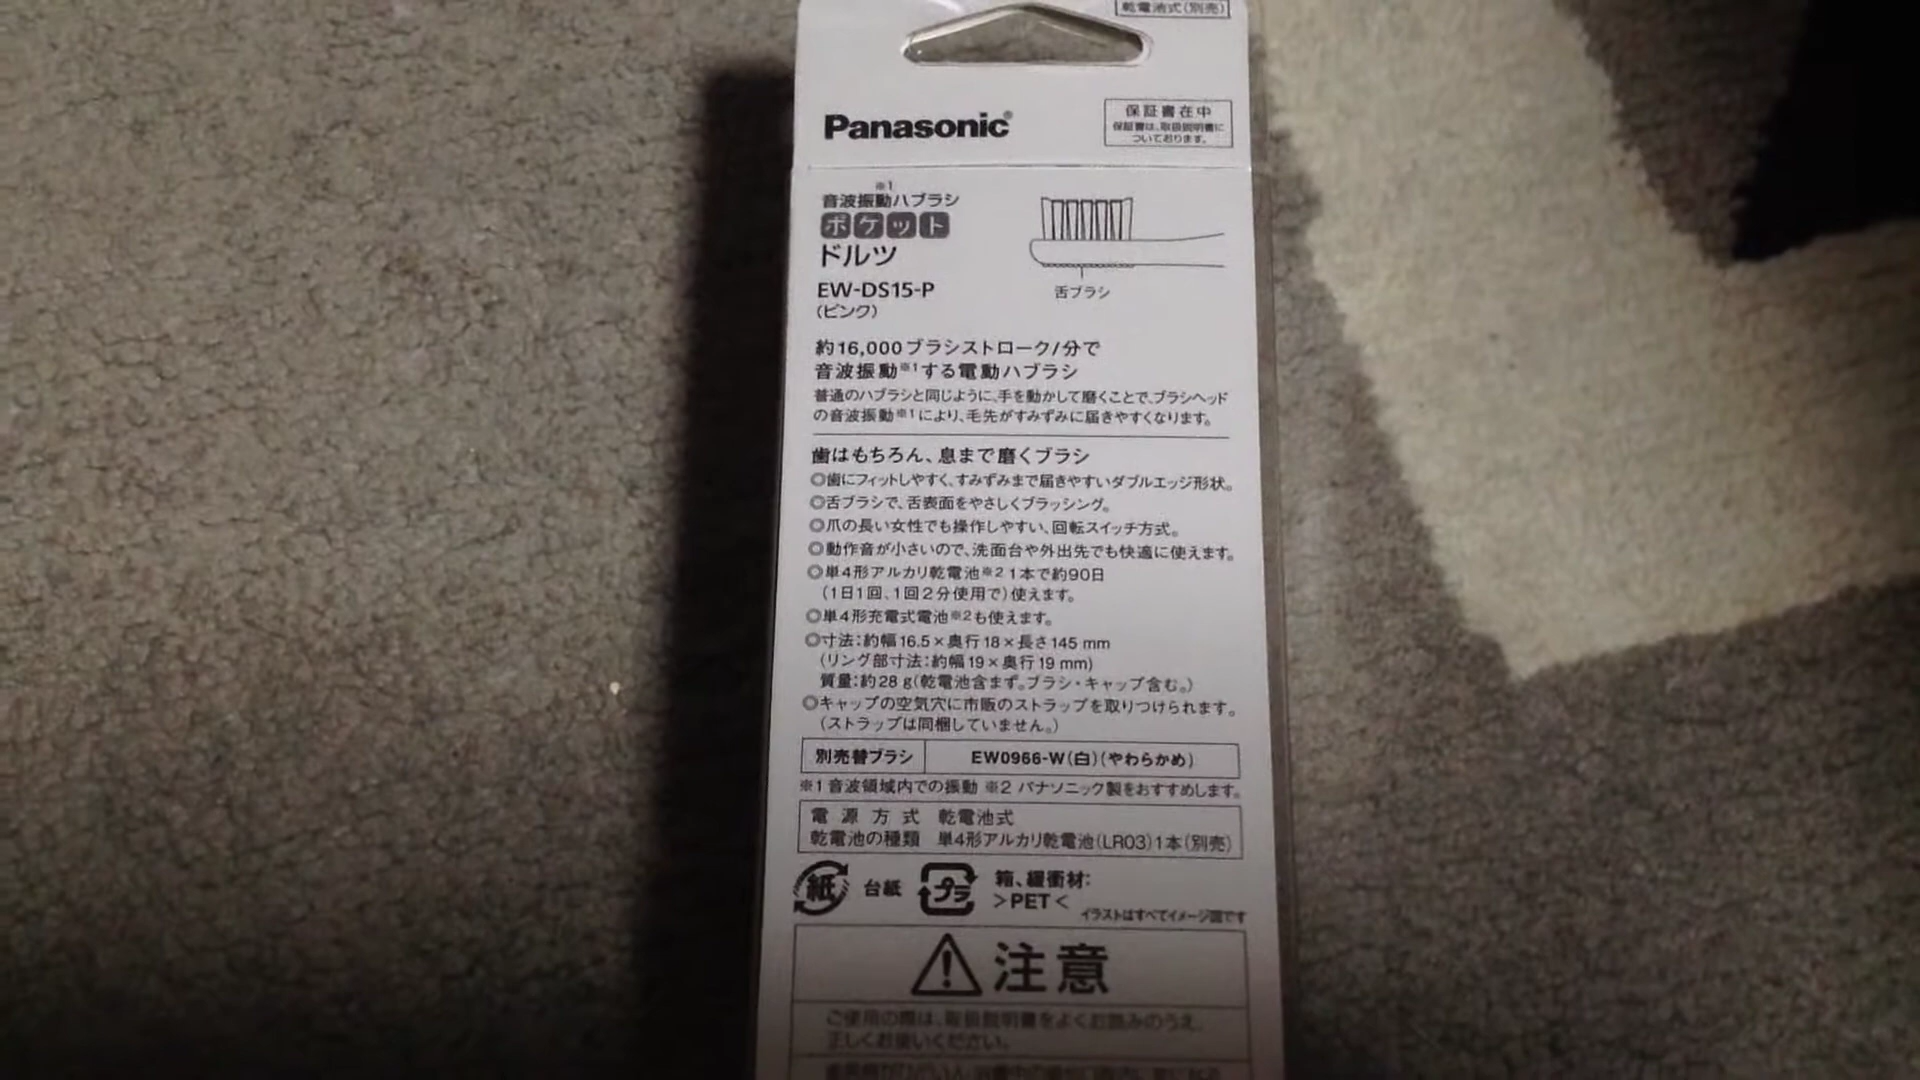 乾電池式(別売)
Panasonic®
保証書在中
保証書は、取扱説明書に
ついております。
※1
音波振動ハブラシ
ポケット
ドルツ
EW-DS15-P
(ピンク)
舌ブラシ
約16,000ブラシストローク/分で
音波振動※1する電動ハブラシ
普通のハブラシと同じように、手を動かして磨くことで、ブラシヘッド
の音波振動※1により、毛先がすみずみに届きやすくなります。
歯はもちろん、息まで磨くブラシ
◎歯にフィットしやすく、すみずみまで届きやすいダブルエッジ形状。
◎舌ブラシで、舌表面をやさしくブラッシング。
◎爪の長い女性でも操作しやすい、回転スイッチ方式。
◎動作音が小さいので、洗面台や外出先でも快適に使えます。
◎単4形アルカリ乾電池※2 1本で約90日
(1日1回、1回2分使用で)使えます。
◎単4形充電式電池※2も使えます。
◎寸法:約幅16.5×奥行18×長さ145 mm
(リング部寸法:約幅19×奥行19 mm)
質量:約28 g(乾電池含まず。ブラシ・キャップ含む。)
◎キャップの空気穴に市販のストラップを取りつけられます。
(ストラップは同梱していません。)
別売替ブラシ EW0966-W(白)(やわらかめ)
※1 音波領域内での振動 ※2 パナソニック製をおすすめします。
電源方式 乾電池式
乾電池の種類 単4形アルカリ乾電池(LR03)1本(別売)
紙 台紙 プラ 箱、緩衝材:
>PET<
イラストはすべてイメージ図です
注意
ご使用の際は、取扱説明書をよくお読みのうえ、
正しくお使いください。